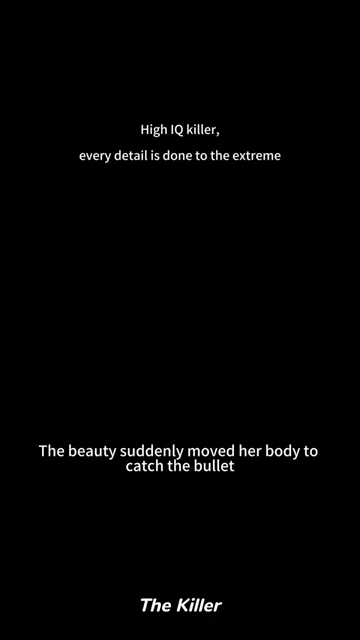 High IQ killer,
every detail is done to the extreme
The beauty suddenly moved her body to
catch the bullet
The Killer